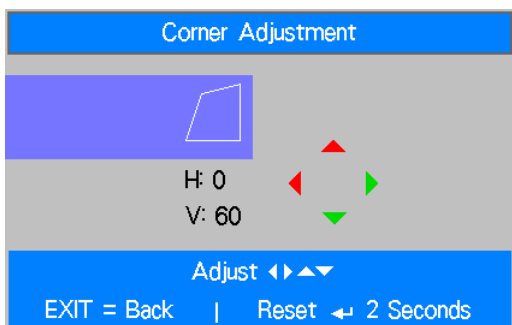 Corner Adjustment
H: 0
V: 60
Adjust
EXIT = Back | Reset ↵ 2 Seconds